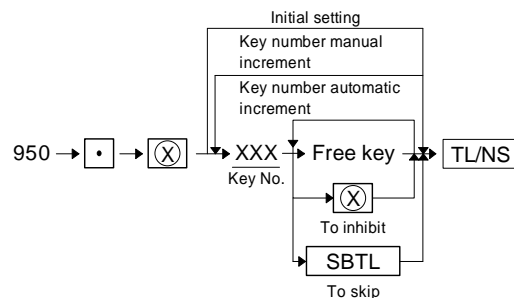 Initial setting
Key number manual
increment
Key number automatic
increment
950 • X XXX Free key TL/NS
Key No.
X
To inhibit
SBTL
To skip